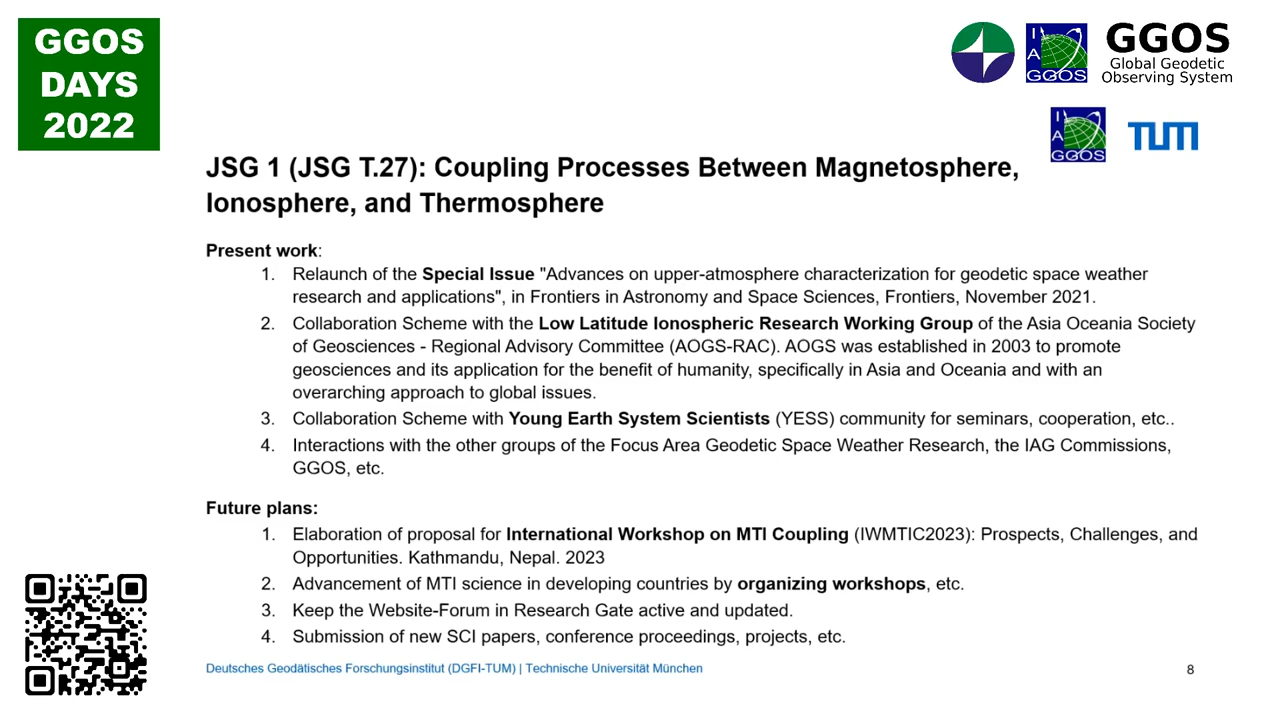 GGOS
DAYS
2022
GGOS
Global Geodetic
Observing System
I
A
GGOS
I
A
GGOS
TUM
JSG 1 (JSG T.27): Coupling Processes Between Magnetosphere,
Ionosphere, and Thermosphere
Present work:
1. Relaunch of the Special Issue "Advances on upper-atmosphere characterization for geodetic space weather
research and applications", in Frontiers in Astronomy and Space Sciences, Frontiers, November 2021.
2. Collaboration Scheme with the Low Latitude Ionospheric Research Working Group of the Asia Oceania Society
of Geosciences - Regional Advisory Committee (AOGS-RAC). AOGS was established in 2003 to promote
geosciences and its application for the benefit of humanity, specifically in Asia and Oceania and with an
overarching approach to global issues.
3. Collaboration Scheme with Young Earth System Scientists (YESS) community for seminars, cooperation, etc..
4. Interactions with the other groups of the Focus Area Geodetic Space Weather Research, the IAG Commissions,
GGOS, etc.
Future plans:
1. Elaboration of proposal for International Workshop on MTI Coupling (IWMTIC2023): Prospects, Challenges, and
Opportunities. Kathmandu, Nepal. 2023
2. Advancement of MTI science in developing countries by organizing workshops, etc.
3. Keep the Website-Forum in Research Gate active and updated.
4. Submission of new SCI papers, conference proceedings, projects, etc.
Deutsches Geodätisches Forschungsinstitut (DGFI-TUM) | Technische Universität München
8